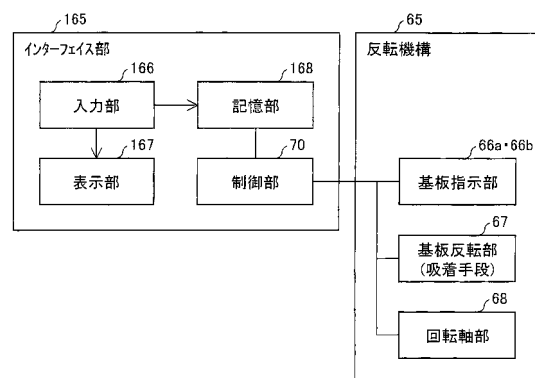 165
インターフェイス部
166
入力部
168
記憶部
167
表示部
70
制御部
65
反転機構
66a・66b
基板指示部
67
基板反転部
(吸着手段)
68
回転軸部